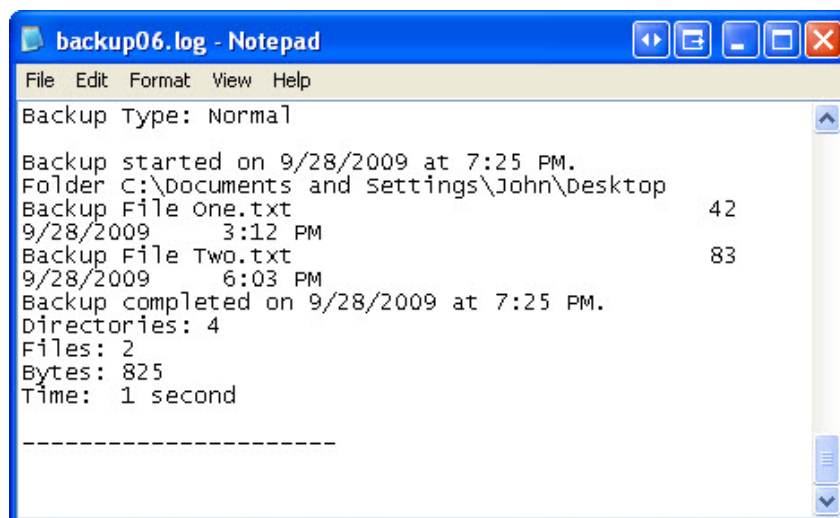 backup06.log - Notepad
File Edit Format View Help
Backup Type: Normal
Backup started on 9/28/2009 at 7:25 PM.
Folder C:\Documents and Settings\John\Desktop
Backup File One.txt 42
9/28/2009 3:12 PM
Backup File Two.txt 83
9/28/2009 6:03 PM
Backup completed on 9/28/2009 at 7:25 PM.
Directories: 4
Files: 2
Bytes: 825
Time: 1 second
----------------------